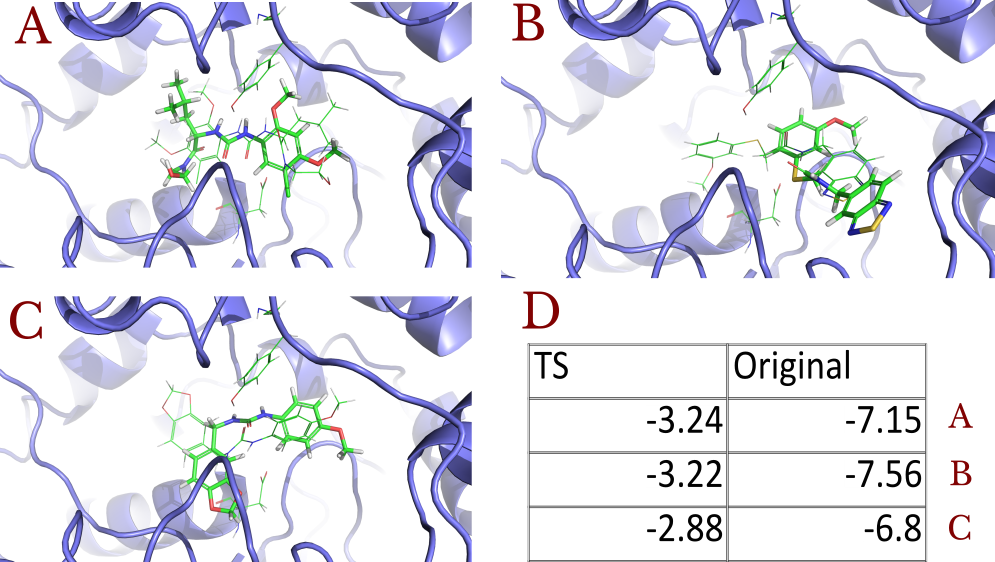 A
B
C
D
TS Original
-3.24 -7.15 A
-3.22 -7.56 B
-2.88 -6.8 C